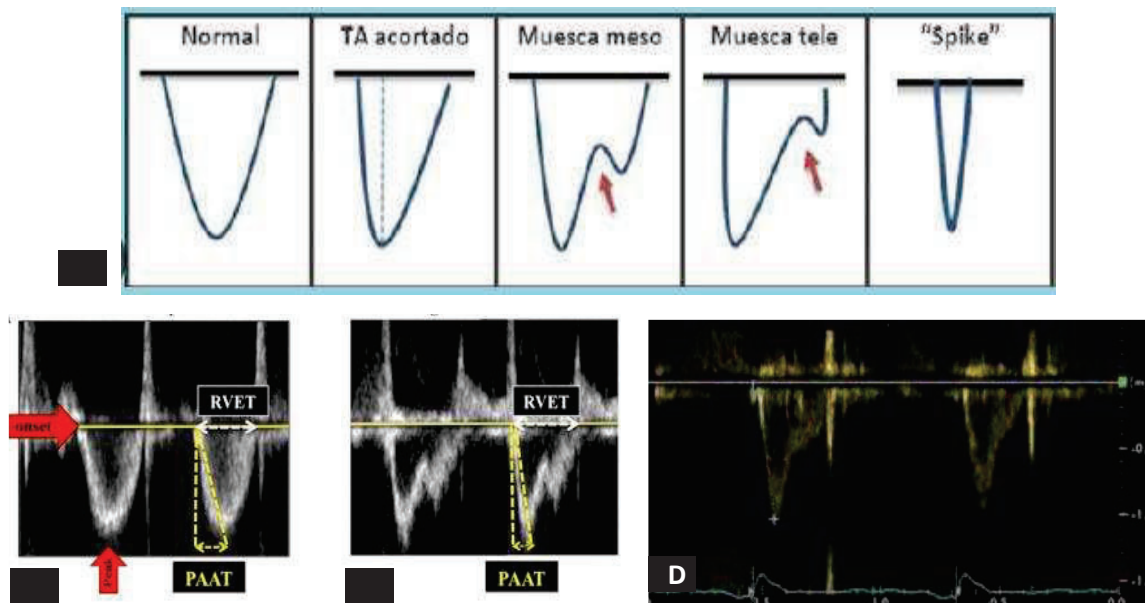 Normal
TA acortado
Muesca meso
Muesca tele
“Spike”
onset
RVET
PAAT
Peak
RVET
PAAT
D